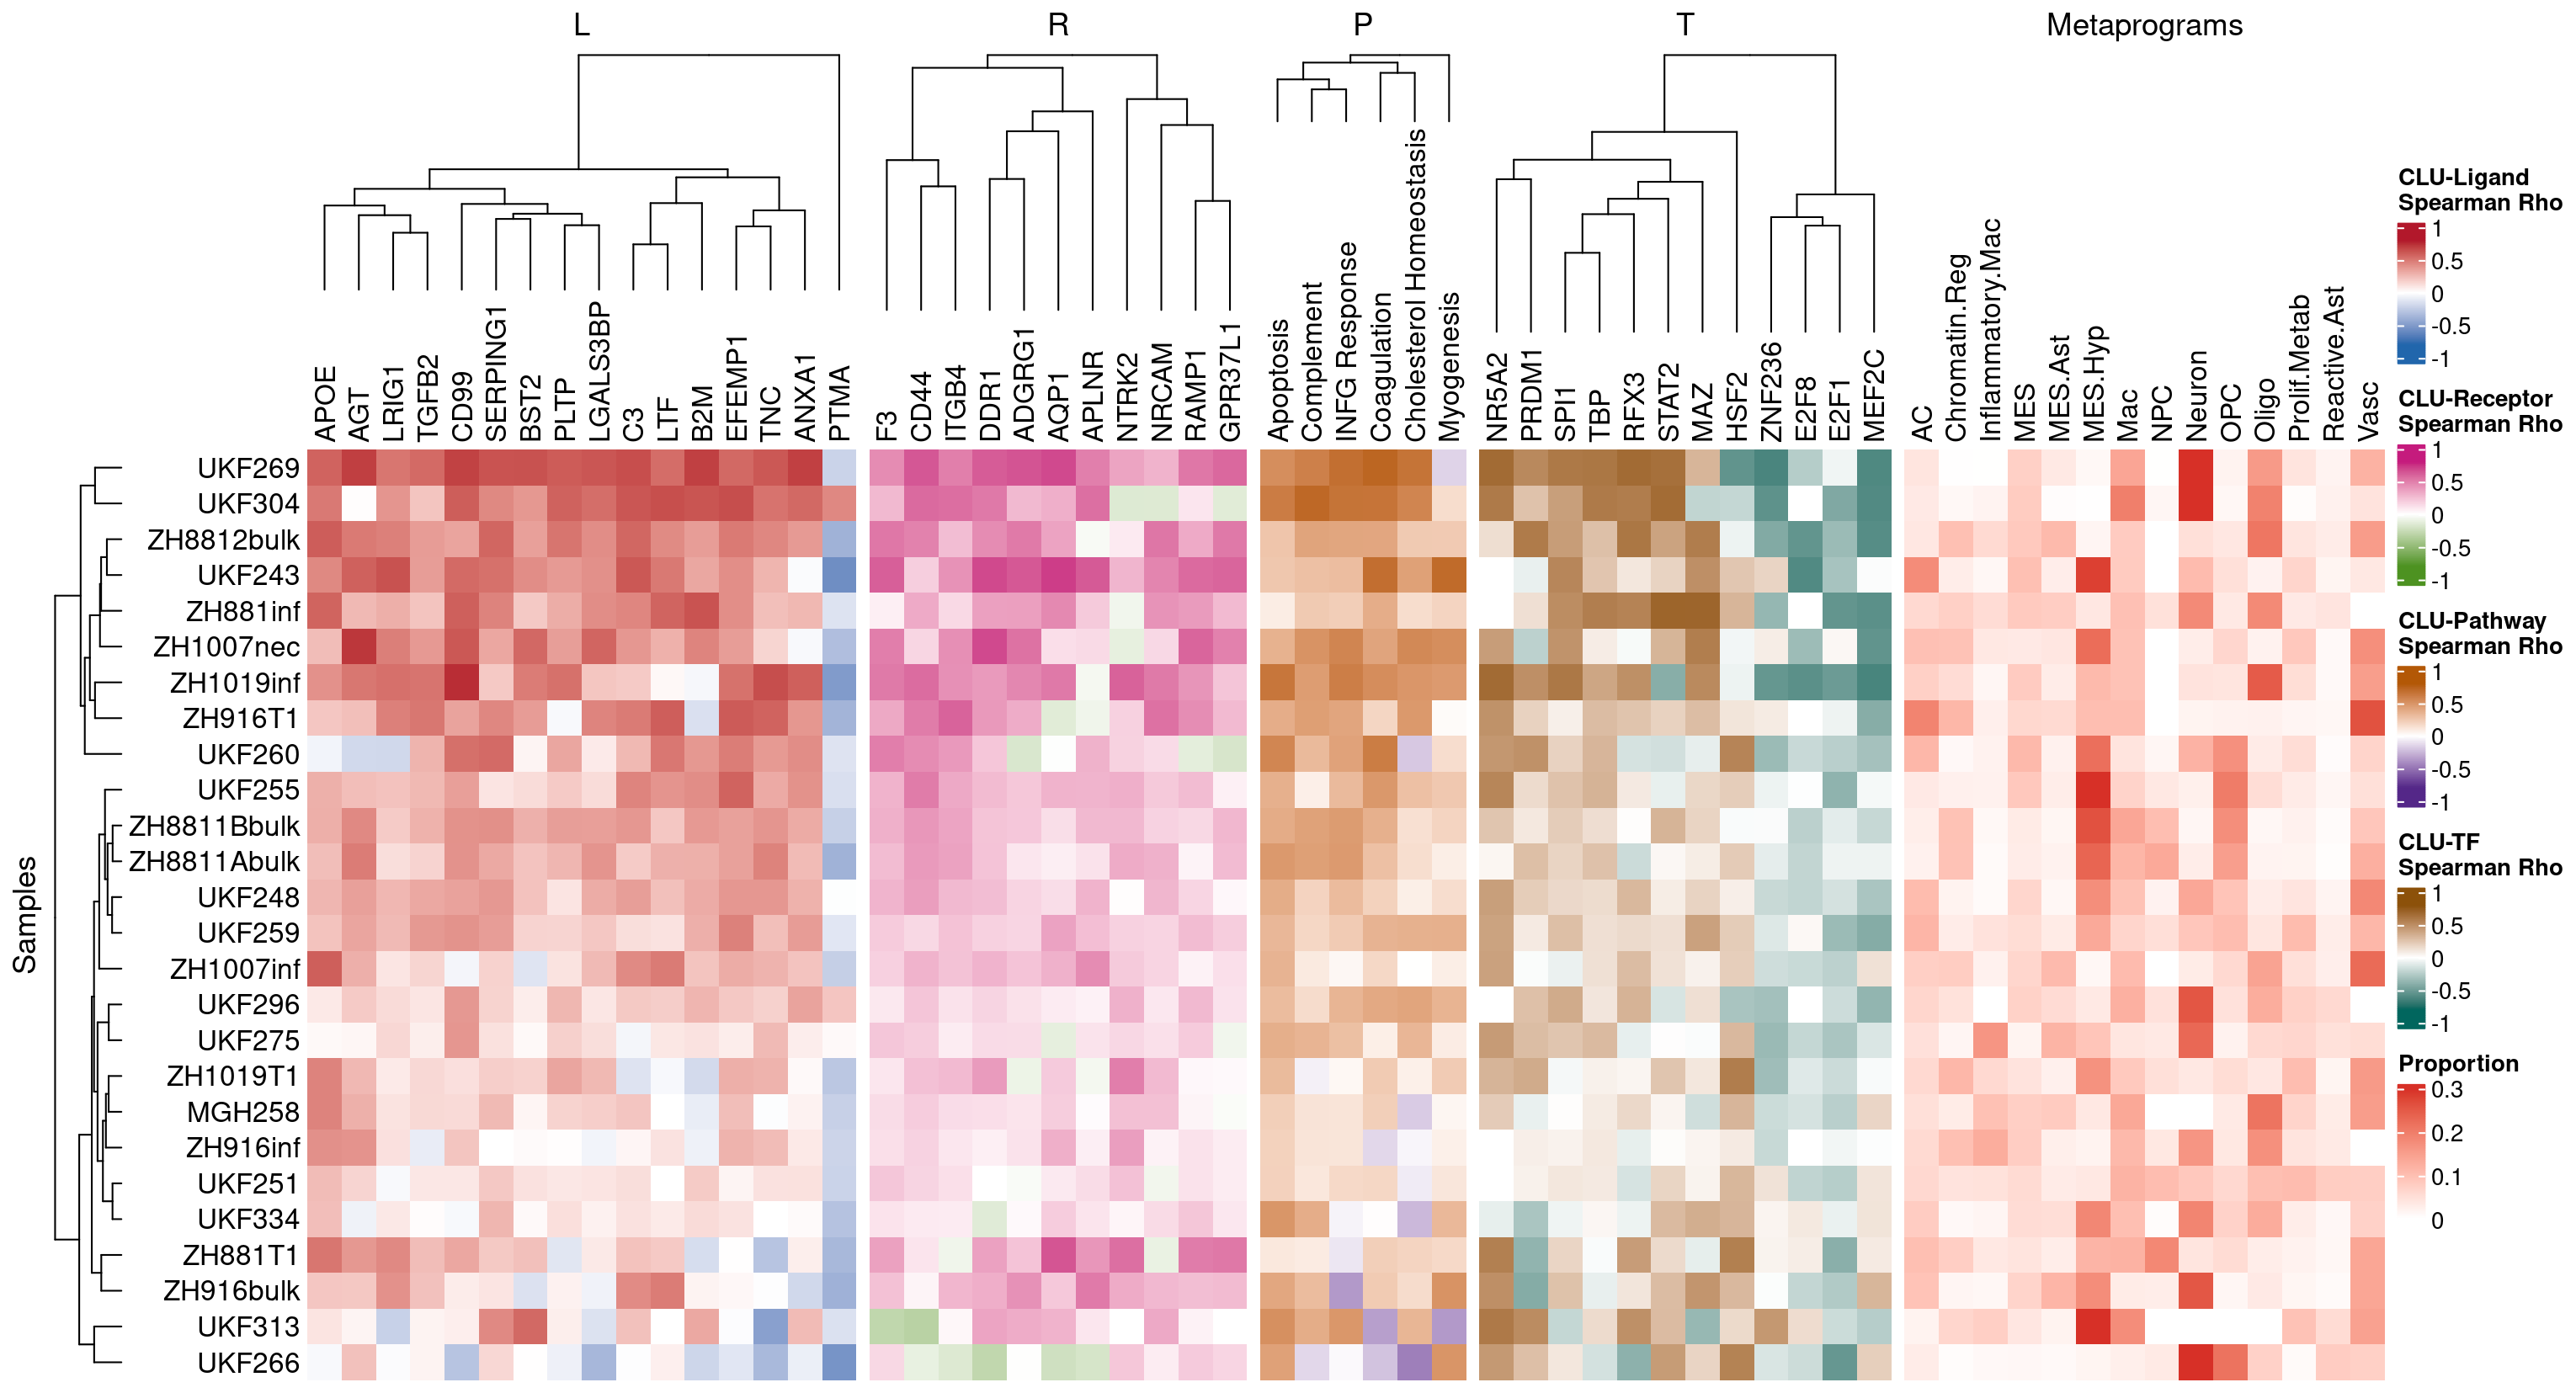 L
R
P
T
Metaprograms
APOE
AGT
LRIG1
TGFB2
CD99
SERPING1
BST2
PLTP
LGALS3BP
C3
LTF
B2M
EFEMP1
TNC
ANXA1
PTMA
F3
CD44
ITGB4
DDR1
ADGRG1
AQP1
APLNR
NTRK2
NRCAM
RAMP1
GPR37L1
Apoptosis
Complement
INFG Response
Coagulation
Cholesterol Homeostasis
Myogenesis
NR5A2
PRDM1
SPI1
TBP
RFX3
STAT2
MAZ
HSF2
ZNF236
E2F8
E2F1
MEF2C
AC
Chromatin.Reg
Inflammatory.Mac
MES
MES.Ast
MES.Hyp
Mac
NPC
Neuron
OPC
Oligo
Prolif.Metab
Reactive.Ast
Vasc
Samples
UKF269
UKF304
ZH8812bulk
UKF243
ZH881inf
ZH1007nec
ZH1019inf
ZH916T1
UKF260
UKF255
ZH8811Bbulk
ZH8811Abulk
UKF248
UKF259
ZH1007inf
UKF296
UKF275
ZH1019T1
MGH258
ZH916inf
UKF251
UKF334
ZH881T1
ZH916bulk
UKF313
UKF266
CLU-Ligand
Spearman Rho
1
0.5
0
-0.5
-1
CLU-Receptor
Spearman Rho
1
0.5
0
-0.5
-1
CLU-Pathway
Spearman Rho
1
0.5
0
-0.5
-1
CLU-TF
Spearman Rho
1
0.5
0
-0.5
-1
Proportion
0.3
0.2
0.1
0